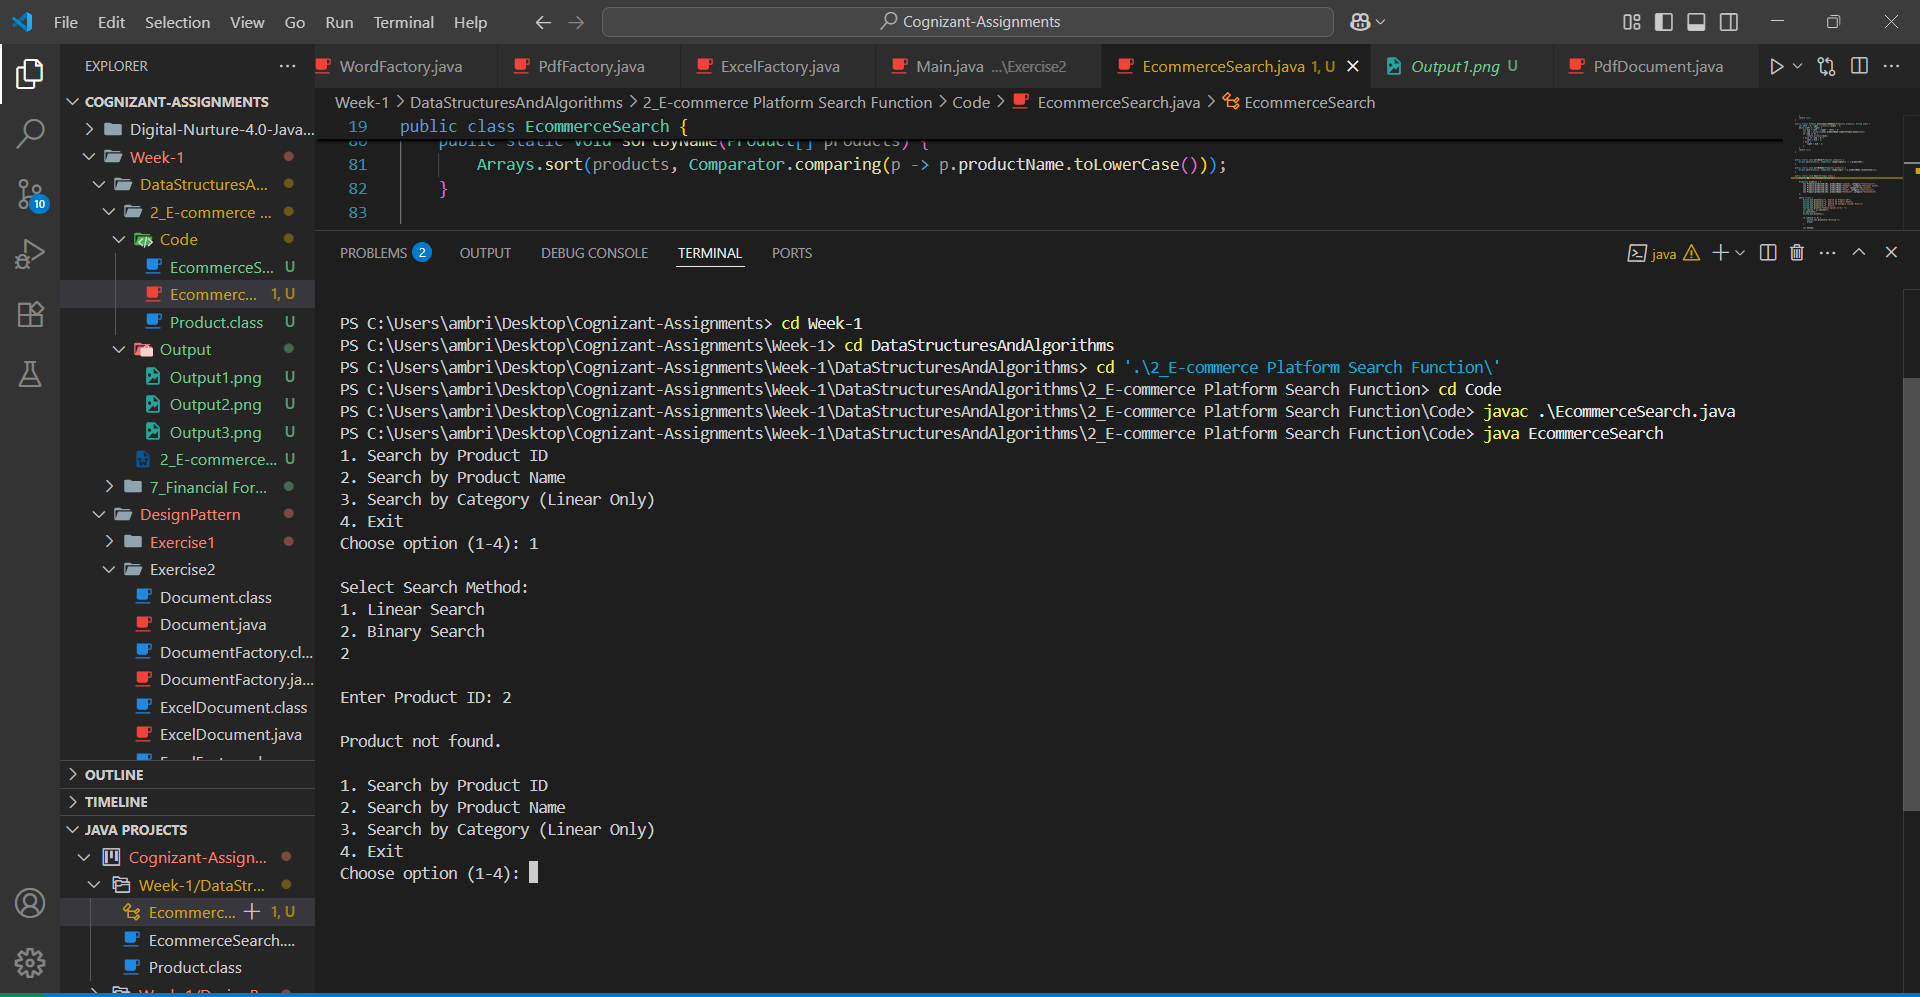 File Edit Selection View Go Run Terminal Help
Cognizant-Assignments
EXPLORER
WordFactory.java
PdfFactory.java
ExcelFactory.java
Main.java ...\Exercise2
EcommerceSearch.java 1, U
Output1.png U
PdfDocument.java
Week-1 > DataStructuresAndAlgorithms > 2_E-commerce Platform Search Function > Code > EcommerceSearch.java > EcommerceSearch
COGNIZANT-ASSIGNMENTS
Digital-Nurture-4.0-Java...
Week-1
DataStructuresA...
2_E-commerce ...
Code
EcommerceS... U
Ecommerc... 1, U
Product.class U
Output
Output1.png U
Output2.png U
Output3.png U
2_E-commerce... U
7_Financial For...
DesignPattern
Exercise1
Exercise2
Document.class
Document.java
DocumentFactory.cl...
DocumentFactory.ja...
ExcelDocument.class
ExcelDocument.java
OUTLINE
TIMELINE
JAVA PROJECTS
Cognizant-Assign...
Week-1/DataStr...
Ecommerc... 1, U
EcommerceSearch....
Product.class
10
19 public class EcommerceSearch {
80 public static void sortByName(Product[] products) {
81 Arrays.sort(products, Comparator.comparing(p -> p.productName.toLowerCase()));
82 }
83
PROBLEMS 2 OUTPUT DEBUG CONSOLE TERMINAL PORTS
java
PS C:\Users\ambri\Desktop\Cognizant-Assignments> cd Week-1
PS C:\Users\ambri\Desktop\Cognizant-Assignments\Week-1> cd DataStructuresAndAlgorithms
PS C:\Users\ambri\Desktop\Cognizant-Assignments\Week-1\DataStructuresAndAlgorithms> cd '.\2_E-commerce Platform Search Function\'
PS C:\Users\ambri\Desktop\Cognizant-Assignments\Week-1\DataStructuresAndAlgorithms\2_E-commerce Platform Search Function> cd Code
PS C:\Users\ambri\Desktop\Cognizant-Assignments\Week-1\DataStructuresAndAlgorithms\2_E-commerce Platform Search Function\Code> javac .\EcommerceSearch.java
PS C:\Users\ambri\Desktop\Cognizant-Assignments\Week-1\DataStructuresAndAlgorithms\2_E-commerce Platform Search Function\Code> java EcommerceSearch
1. Search by Product ID
2. Search by Product Name
3. Search by Category (Linear Only)
4. Exit
Choose option (1-4): 1
Select Search Method:
1. Linear Search
2. Binary Search
2
Enter Product ID: 2
Product not found.
1. Search by Product ID
2. Search by Product Name
3. Search by Category (Linear Only)
4. Exit
Choose option (1-4):